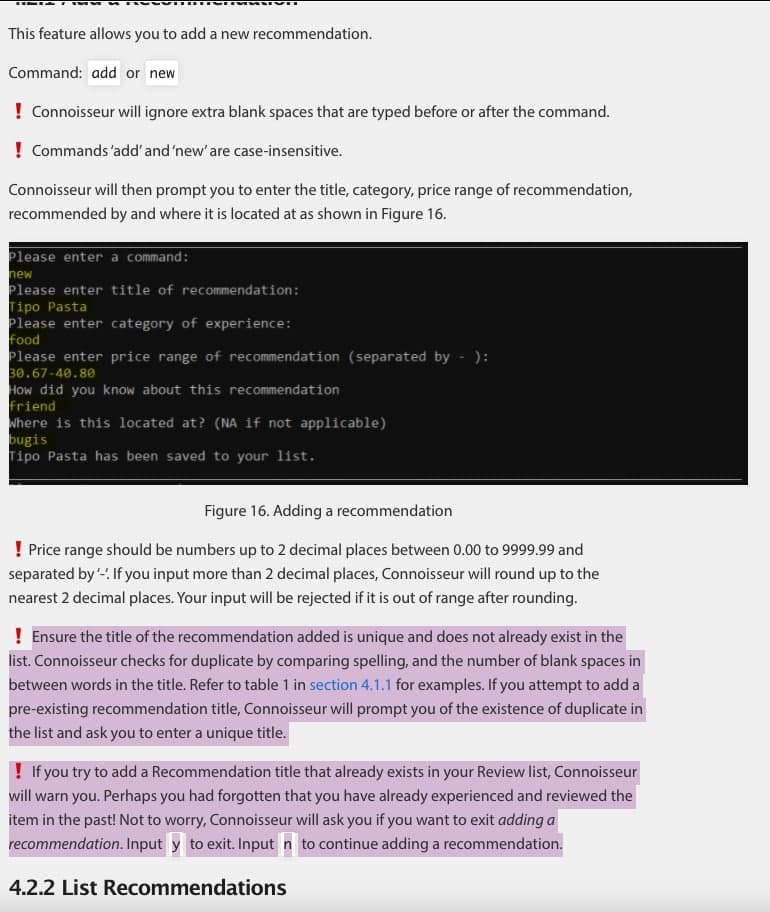 4.2.1 Add a Recommendation
This feature allows you to add a new recommendation.
Command: add or new
! Connoisseur will ignore extra blank spaces that are typed before or after the command.
! Commands ‘add’ and ‘new’ are case-insensitive.
Connoisseur will then prompt you to enter the title, category, price range of recommendation,
recommended by and where it is located at as shown in Figure 16.
Please enter a command:
new
Please enter title of recommendation:
Tipo Pasta
Please enter category of experience:
food
Please enter price range of recommendation (separated by - ):
30.67-40.80
How did you know about this recommendation
friend
Where is this located at? (NA if not applicable)
bugis
Tipo Pasta has been saved to your list.
Figure 16. Adding a recommendation
! Price range should be numbers up to 2 decimal places between 0.00 to 9999.99 and
separated by ‘-’. If you input more than 2 decimal places, Connoisseur will round up to the
nearest 2 decimal places. Your input will be rejected if it is out of range after rounding.
! Ensure the title of the recommendation added is unique and does not already exist in the
list. Connoisseur checks for duplicate by comparing spelling, and the number of blank spaces in
between words in the title. Refer to table 1 in section 4.1.1 for examples. If you attempt to add a
pre-existing recommendation title, Connoisseur will prompt you of the existence of duplicate in
the list and ask you to enter a unique title.
! If you try to add a Recommendation title that already exists in your Review list, Connoisseur
will warn you. Perhaps you had forgotten that you have already experienced and reviewed the
item in the past! Not to worry, Connoisseur will ask you if you want to exit adding a
recommendation. Input y to exit. Input n to continue adding a recommendation.
4.2.2 List Recommendations